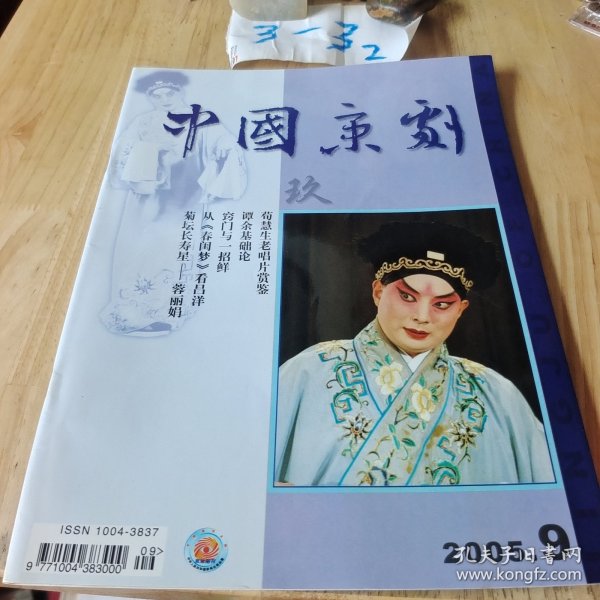 3-3 2
中國京劇
玖
荀慧生老唱片赏鉴
谭余基础论
窍门与一招鲜
从《春闺梦》看吕洋
菊坛长寿星——蓉丽娟
ISSN 1004-3837
09>
9 771004 383000
2005.9
孔夫子旧书网
www.kongfz.com